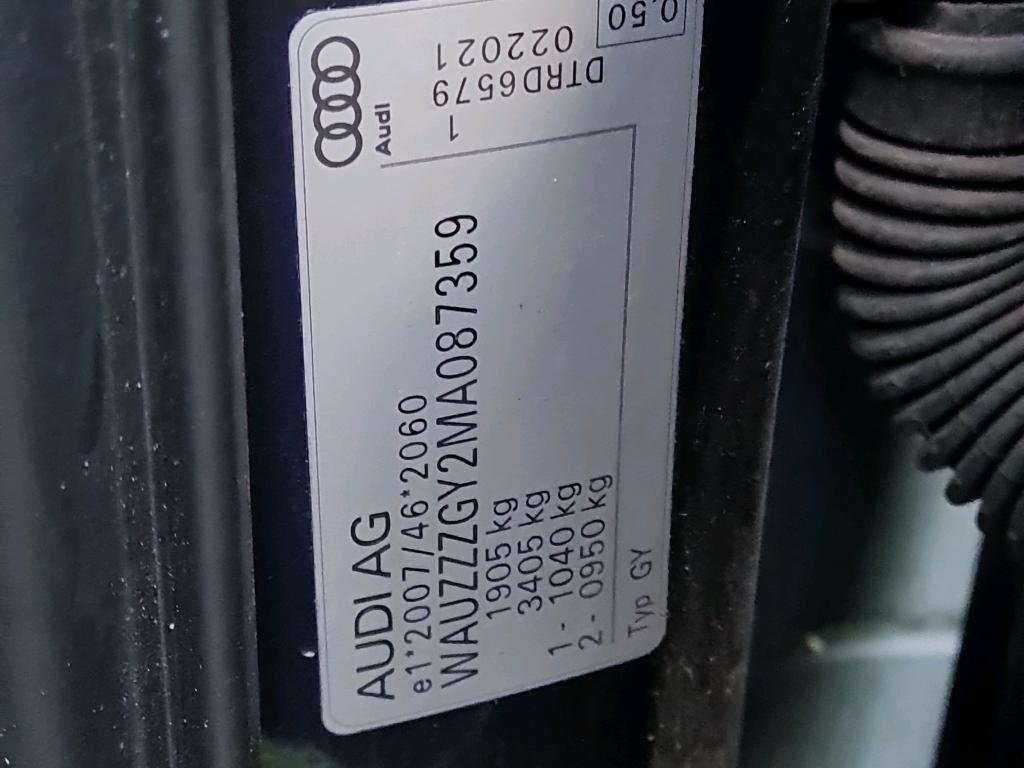 AUDI AG
e1*2007/46*2060
WAUZZZGY2MA087359
1905 kg
3405 kg
1 - 1040 kg
2 - 0950 kg
Typ GY
Audi
022021
DTRD6579
1
0,50